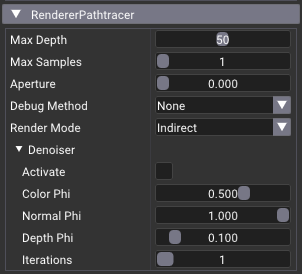 RendererPathtracer
Max Depth 50
Max Samples 1
Aperture 0.000
Debug Method None
Render Mode Indirect
Denoiser
Activate
Color Phi 0.500
Normal Phi 1.000
Depth Phi 0.100
Iterations 1